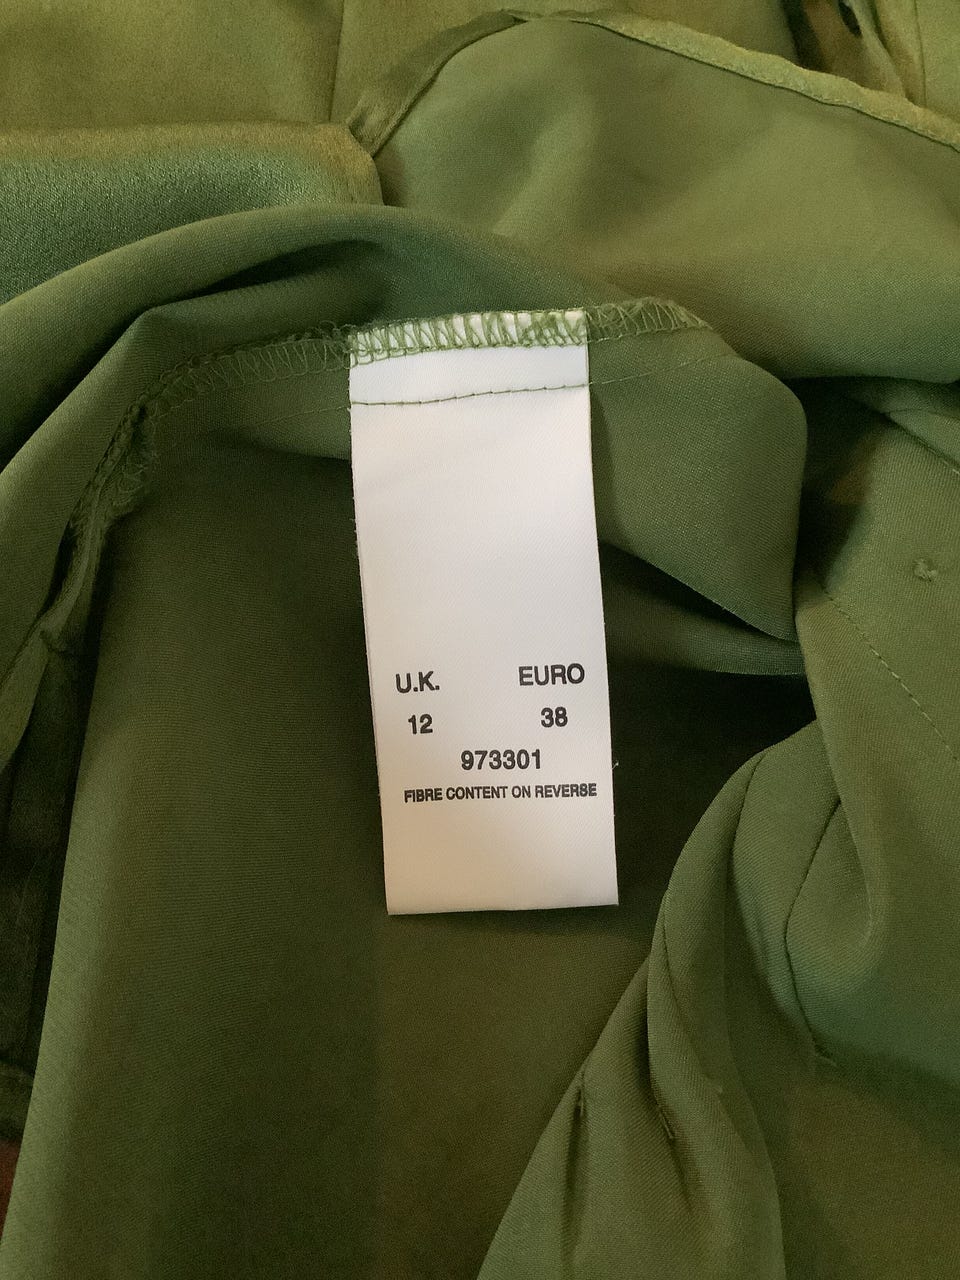 U.K. EURO
12 38
973301
FIBRE CONTENT ON REVERSE